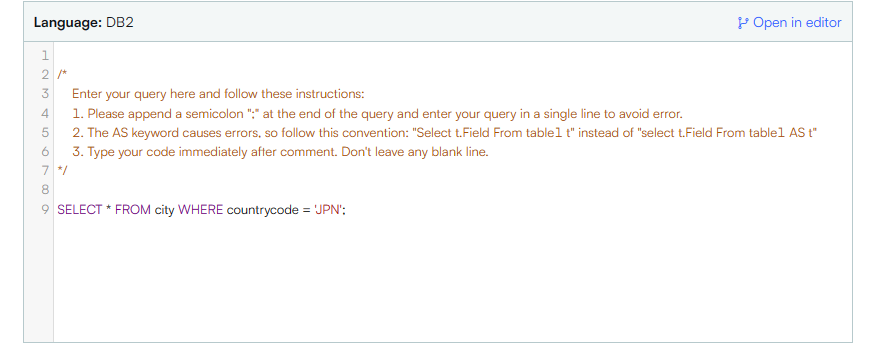 Language: DB2
Open in editor
1
2 /*
3 Enter your query here and follow these instructions:
4 1. Please append a semicolon ";" at the end of the query and enter your query in a single line to avoid error.
5 2. The AS keyword causes errors, so follow this convention: "Select t.Field From table1 t" instead of "select t.Field From table1 AS t"
6 3. Type your code immediately after comment. Don't leave any blank line.
7 */
8
9 SELECT * FROM city WHERE countrycode = 'JPN';